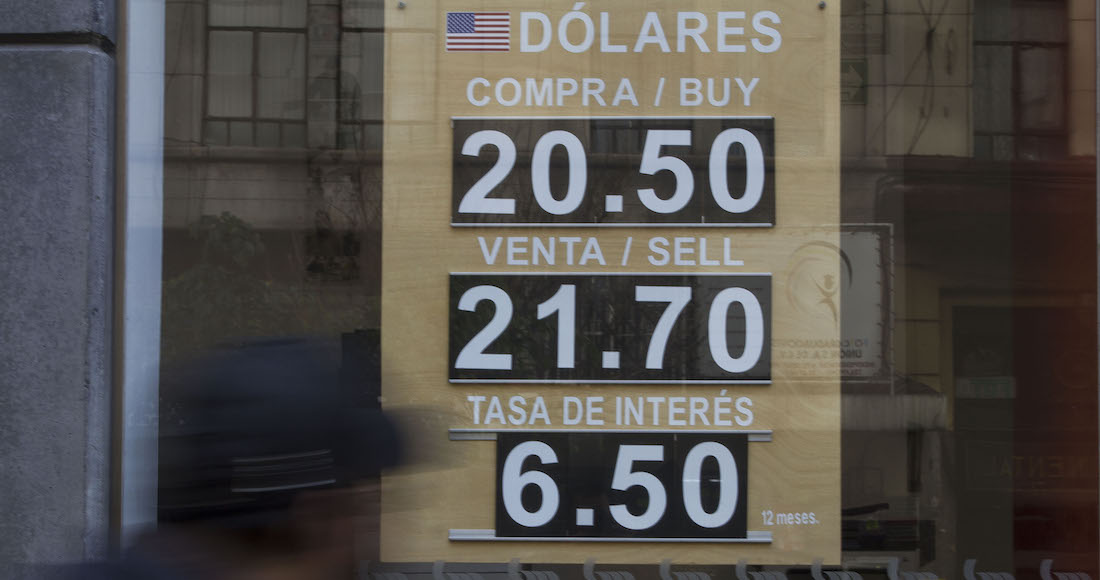 DÓLARES
COMPRA / BUY
20.50
VENTA / SELL
21.70
TASA DE INTERÉS
6.50
12 meses.